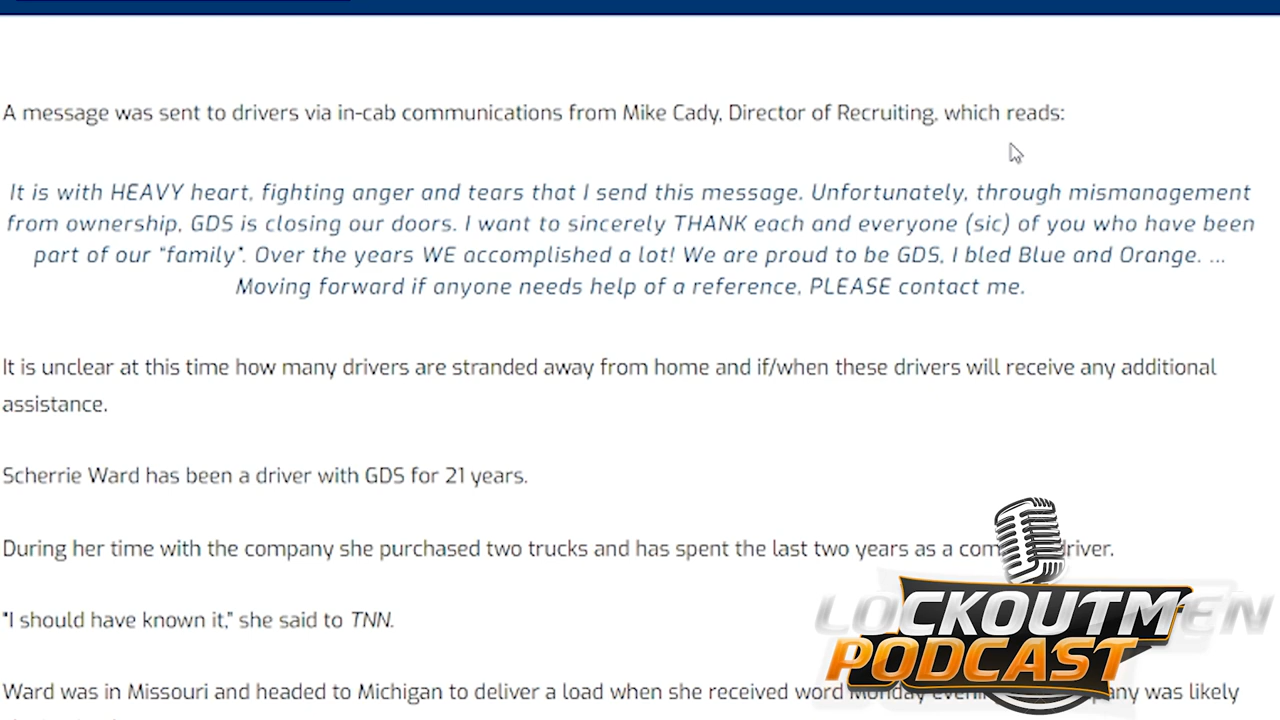 A message was sent to drivers via in-cab communications from Mike Cady, Director of Recruiting, which reads:
It is with HEAVY heart, fighting anger and tears that I send this message. Unfortunately, through mismanagement
from ownership, GDS is closing our doors. I want to sincerely THANK each and everyone (sic) of you who have been
part of our "family". Over the years WE accomplished a lot! We are proud to be GDS, I bled Blue and Orange. ...
Moving forward if anyone needs help of a reference, PLEASE contact me.
It is unclear at this time how many drivers are stranded away from home and if/when these drivers will receive any additional
assistance.
Scherrie Ward has been a driver with GDS for 21 years.
During her time with the company she purchased two trucks and has spent the last two years as a com driver.
"I should have known it," she said to TNN.
Ward was in Missouri and headed to Michigan to deliver a load when she received word Monday was likely
LOCKOUTMEN
PODCAST